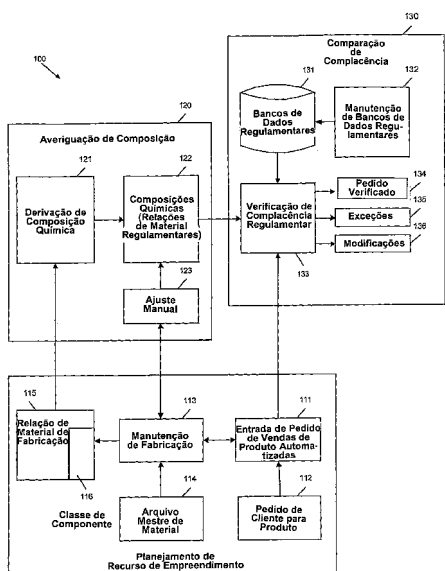 130
Comparação
de
Complacência
100
131
132
Bancos de
Dados
Regulamentares
Manutenção
de Bancos de
Dados Regu-
lamentares
120
Averiguação de Composição
121
122
Derivação de
Composição
Química
Composições
Químicas
(Relações
de Material
Regulamentares)
134
Pedido
Verificado
135
Exceções
136
Modificações
Verificação de
Complacência
Regulamentar
133
123
Ajuste
Manual
115
Relação de
Material de
Fabricação
116
Classe de
Componente
113
Manutenção
de Fabricação
111
Entrada de Pedido
de Vendas de
Produto Automa-
tizadas
114
Arquivo
Mestre de
Material
112
Pedido de
Cliente para
Produto
Planejamento de
Recurso de Empreendimento